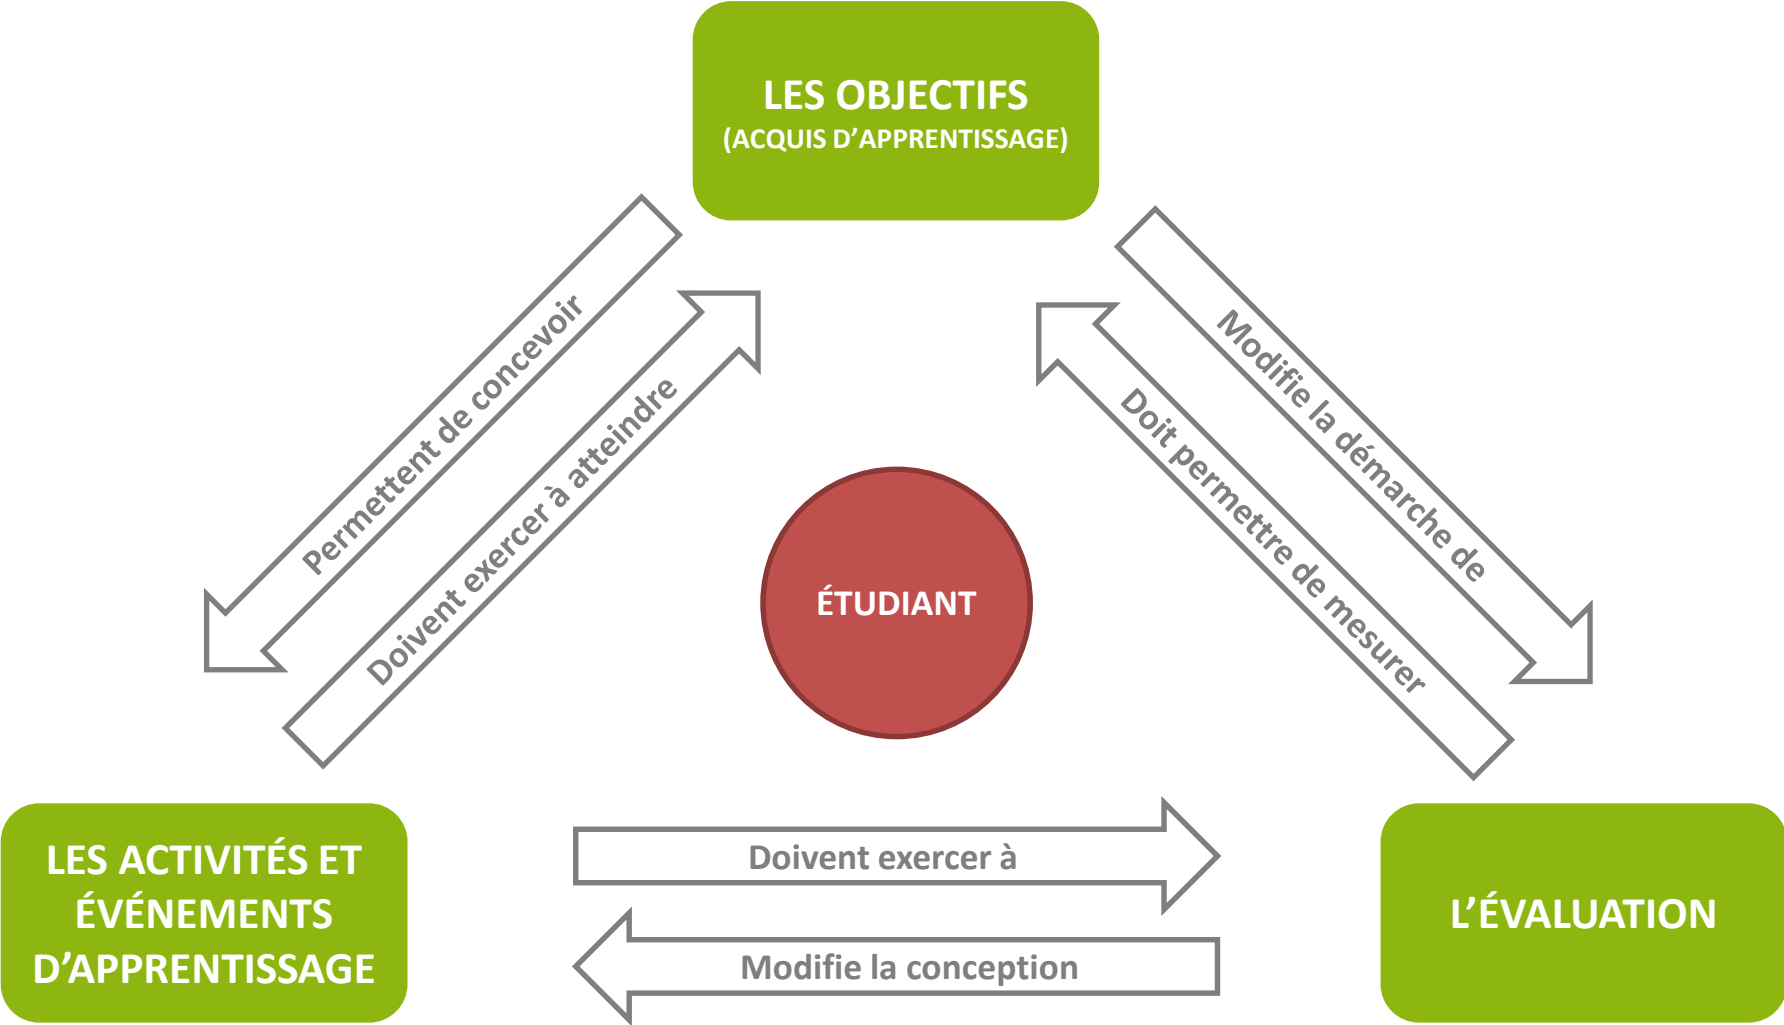 LES OBJECTIFS
(ACQUIS D’APPRENTISSAGE)
Permettent de concevoir
Doivent exercer à atteindre
Modifie la démarche de
Doit permettre de mesurer
ÉTUDIANT
LES ACTIVITÉS ET
ÉVÉNEMENTS
D’APPRENTISSAGE
Doivent exercer à
Modifie la conception
L’ÉVALUATION